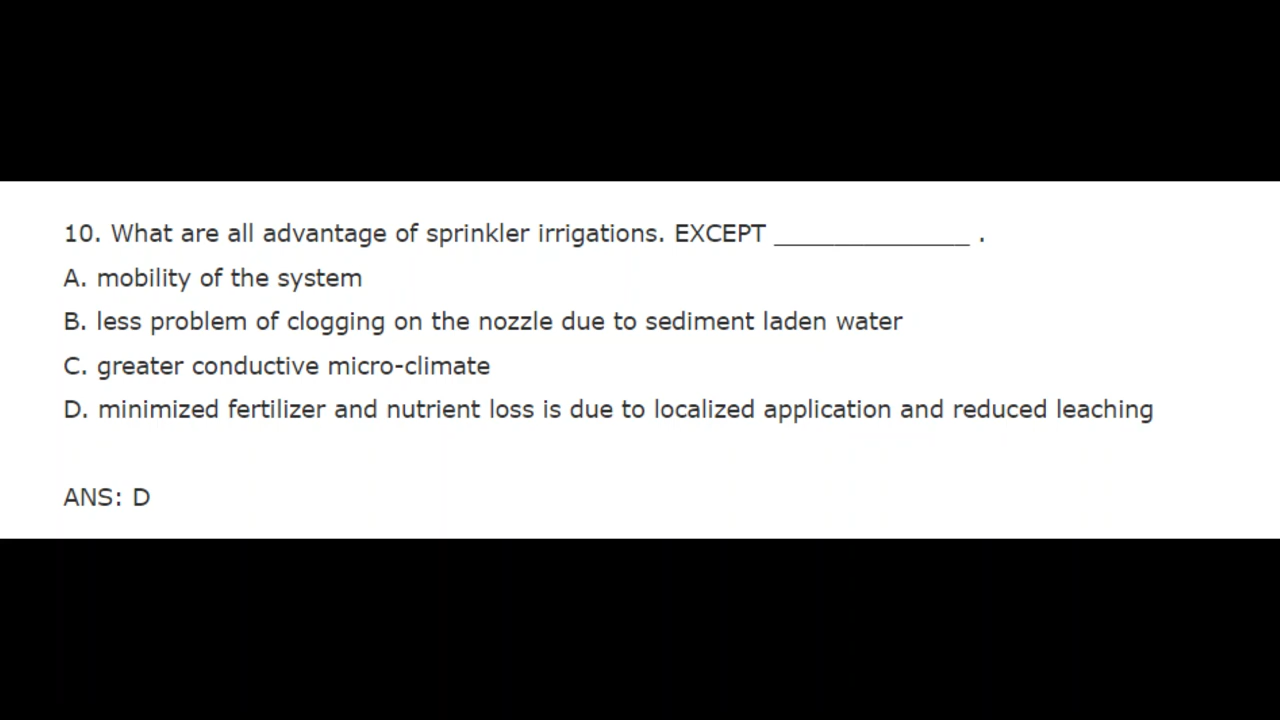 10. What are all advantage of sprinkler irrigations. EXCEPT ______________ .
A. mobility of the system
B. less problem of clogging on the nozzle due to sediment laden water
C. greater conductive micro-climate
D. minimized fertilizer and nutrient loss is due to localized application and reduced leaching
ANS: D